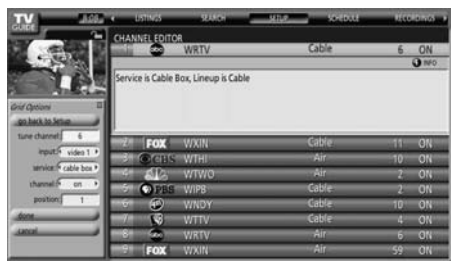 TV GUIDE 8:08 LISTINGS SEARCH SETUP SCHEDULE RECORDINGS
CHANNEL EDITOR
1 abc WRTV Cable 6 ON
INFO
Service is Cable Box, Lineup is Cable
Grid Options
go back to Setup
tune channel: 6
input: video 1
service: cable box
channel: on
position: 1
done
cancel
2 FOX WXIN Cable 11 ON
3 CBS WTHI Air 10 ON
4 WTWO Air 2 ON
5 PBS WIPB Cable 2 ON
6 WNDY Cable 10 ON
7 WTTV Cable 4 ON
8 abc WRTV Air 6 ON
9 FOX WXIN Air 59 ON